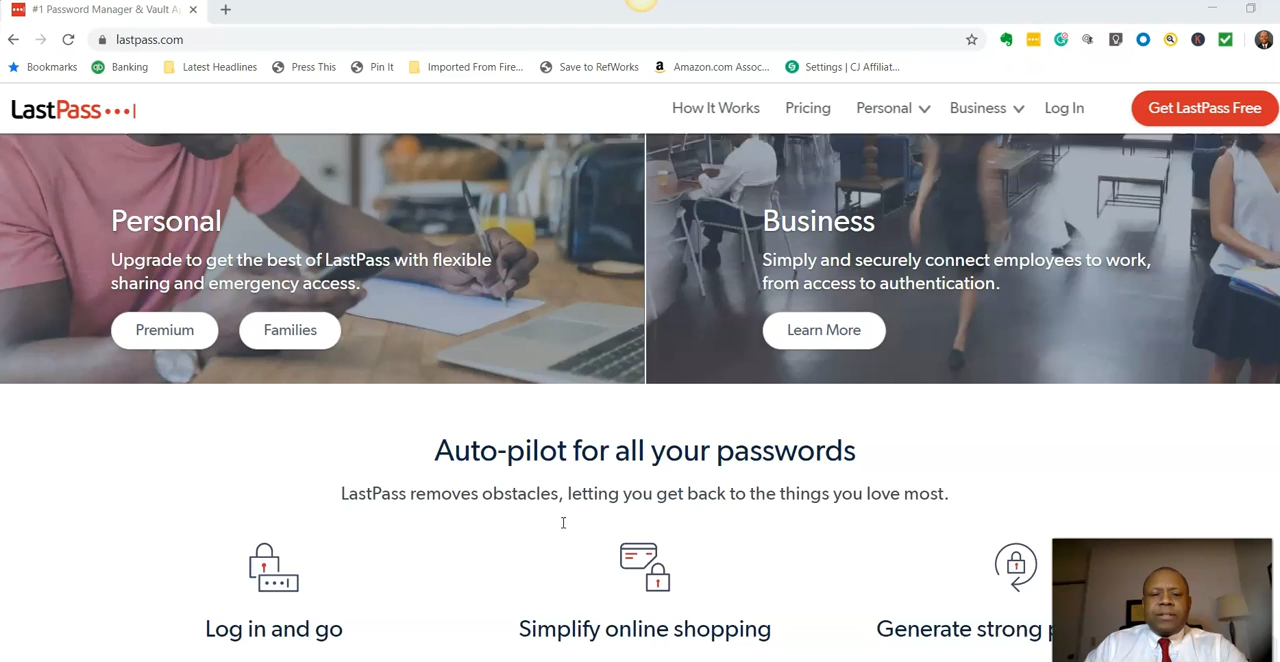 #1 Password Manager & Vault A
lastpass.com
Bookmarks Banking Latest Headlines Press This Pin It Imported From Fire... Save to RefWorks Amazon.com Assoc... Settings | CJ Affiliat...
LastPass
How It Works Pricing Personal Business Log In Get LastPass Free
Personal
Upgrade to get the best of LastPass with flexible
sharing and emergency access.
Premium Families
Business
Simply and securely connect employees to work,
from access to authentication.
Learn More
Auto-pilot for all your passwords
LastPass removes obstacles, letting you get back to the things you love most.
Log in and go
Simplify online shopping
Generate strong